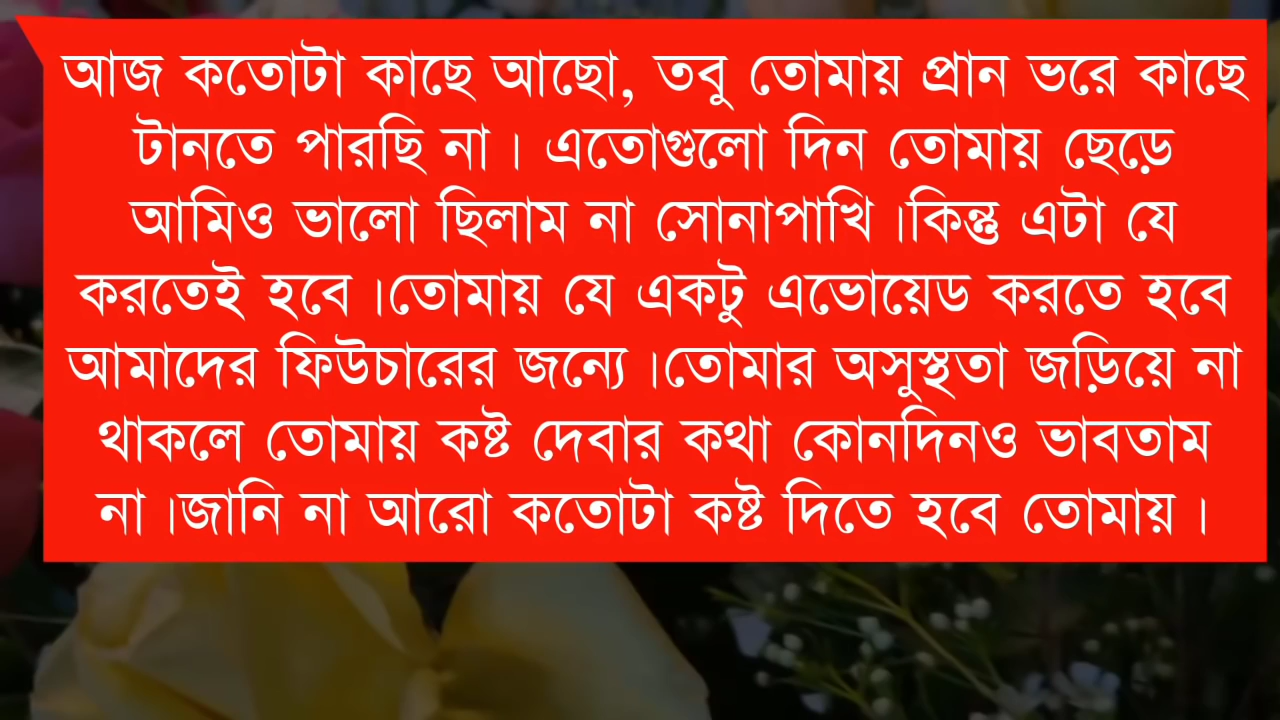 আজ কতোটা কাছে আছো, তবু তোমায় প্রান ভরে কাছে
টানতে পারছি না। এতোগুলো দিন তোমায় ছেড়ে
আমিও ভালো ছিলাম না সোনাপাখি।কিন্তু এটা যে
করতেই হবে।তোমায় যে একটু এভোয়েড করতে হবে
আমাদের ফিউচারের জন্যে।তোমার অসুস্থতা জড়িয়ে না
থাকলে তোমায় কষ্ট দেবার কথা কোনদিনও ভাবতাম
না।জানি না আরো কতোটা কষ্ট দিতে হবে তোমায়।